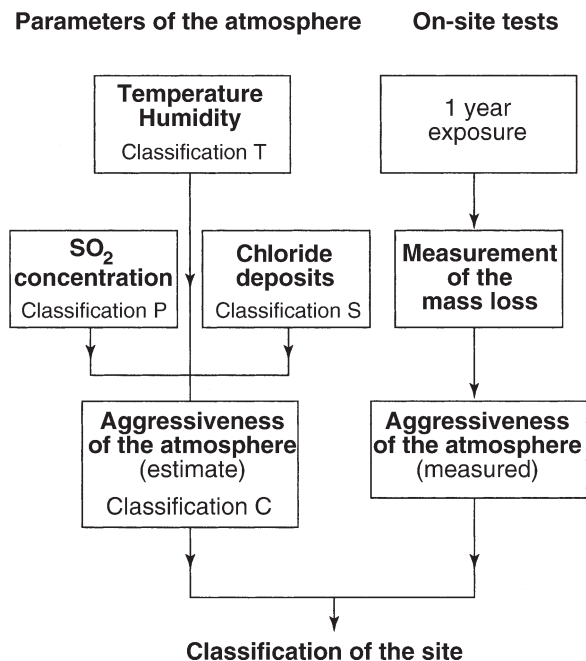 Parameters of the atmosphere
On-site tests
Temperature
Humidity
Classification T
1 year
exposure
SO₂
concentration
Classification P
Chloride
deposits
Classification S
Measurement
of the
mass loss
Aggressiveness
of the atmosphere
(estimate)
Classification C
Aggressiveness
of the atmosphere
(measured)
Classification of the site